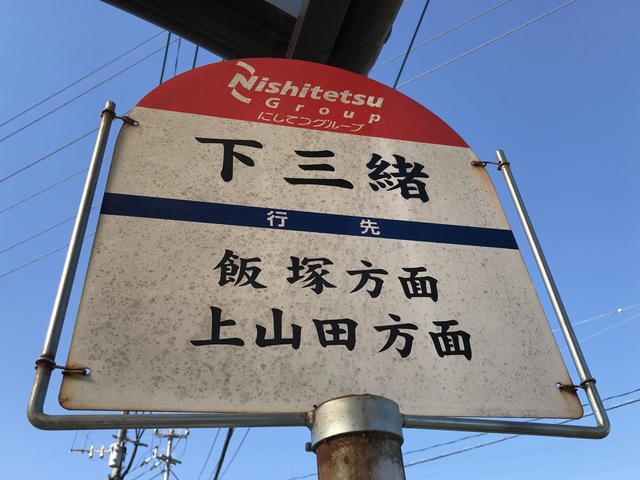 Nishitetsu
Group
にしてつグループ
下三緒
行先
飯塚方面
上山田方面